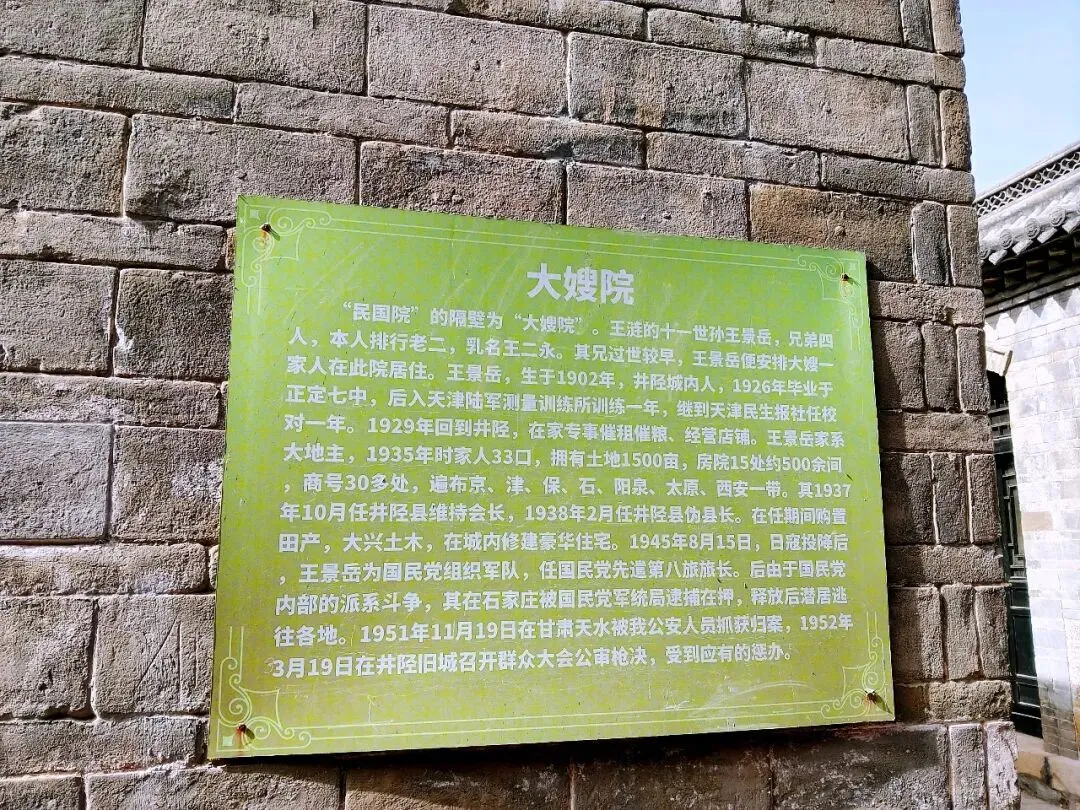 大嫂院
“民国院”的隔壁为“大嫂院”。王涟的十一世孙王景岳，兄弟四
人，本人排行老二，乳名王二永。其兄过世较早，王景岳便安排大嫂一
家人在此院居住。王景岳，生于1902年，井陉城内人，1926年毕业于
正定七中，后入天津陆军测量训练所训练一年，继到天津民生报社任校
对一年。1929年回到井陉，在家专事催租催粮、经营店铺。王景岳家系
大地主，1935年时家人33口，拥有土地1500亩，房院15处约500余间
，商号30多处，遍布京、津、保、石、阳泉、太原、西安一带。其1937
年10月任井陉县维持会长，1938年2月任井陉县伪县长。在任期间购置
田产，大兴土木，在城内修建豪华住宅。1945年8月15日，日寇投降后
，王景岳为国民党组织军队，任国民党先遣第八旅旅长。后由于国民党
内部的派系斗争，其在石家庄被国民党军统局逮捕在押，释放后潜居逃
往各地。1951年11月19日在甘肃天水被我公安人员抓获归案，1952年
3月19日在井陉旧城召开群众大会公审枪决，受到应有的惩办。